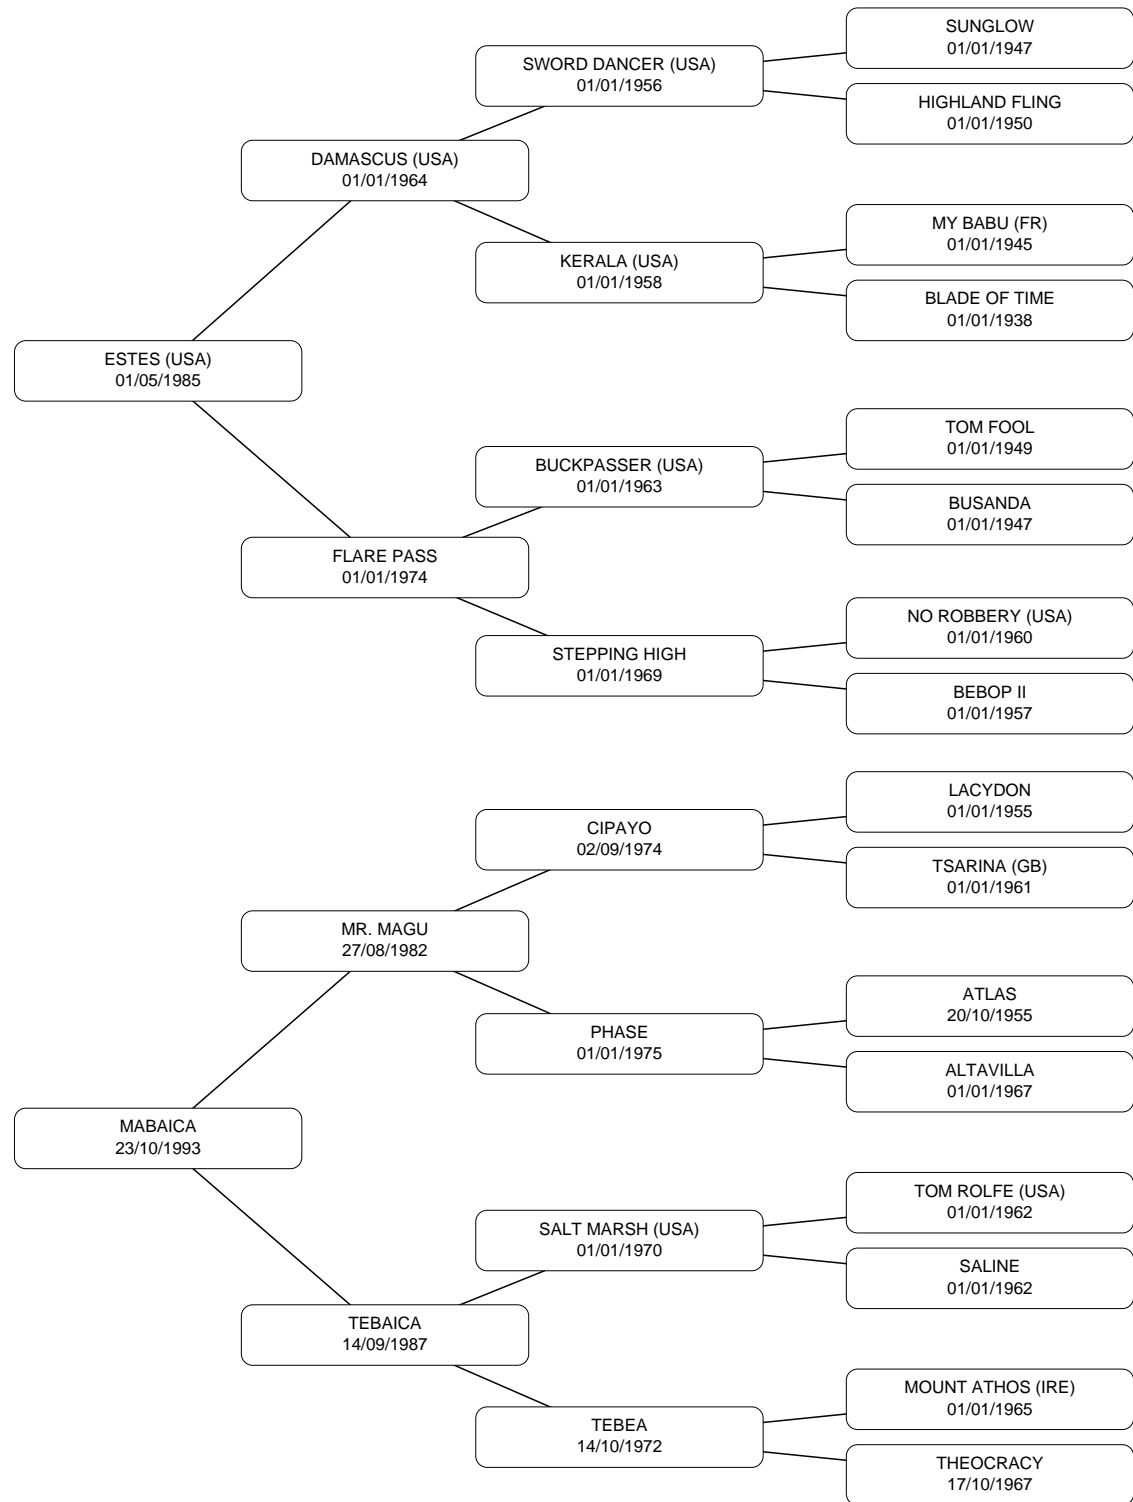 SUNGLOW
01/01/1947
SWORD DANCER (USA)
01/01/1956
HIGHLAND FLING
01/01/1950
DAMASCUS (USA)
01/01/1964
MY BABU (FR)
01/01/1945
KERALA (USA)
01/01/1958
BLADE OF TIME
01/01/1938
ESTES (USA)
01/05/1985
TOM FOOL
01/01/1949
BUCKPASSER (USA)
01/01/1963
BUSANDA
01/01/1947
FLARE PASS
01/01/1974
NO ROBBERY (USA)
01/01/1960
STEPPING HIGH
01/01/1969
BEBOP II
01/01/1957
LACYDON
01/01/1955
CIPAYO
02/09/1974
TSARINA (GB)
01/01/1961
MR. MAGU
27/08/1982
ATLAS
20/10/1955
PHASE
01/01/1975
ALTAVILLA
01/01/1967
MABAICA
23/10/1993
TOM ROLFE (USA)
01/01/1962
SALT MARSH (USA)
01/01/1970
SALINE
01/01/1962
TEBAICA
14/09/1987
MOUNT ATHOS (IRE)
01/01/1965
TEBEA
14/10/1972
THEOCRACY
17/10/1967